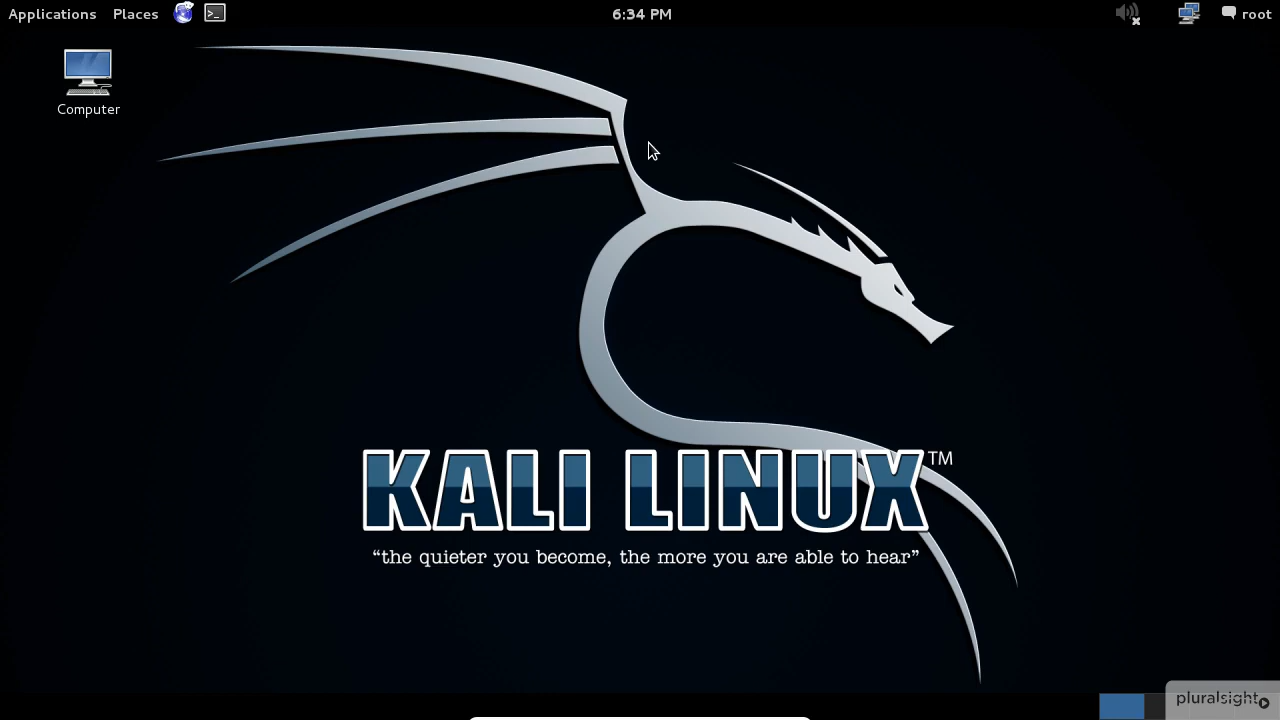 Applications Places 6:34 PM root
Computer
KALI LINUX™
“the quieter you become, the more you are able to hear”
pluralsight